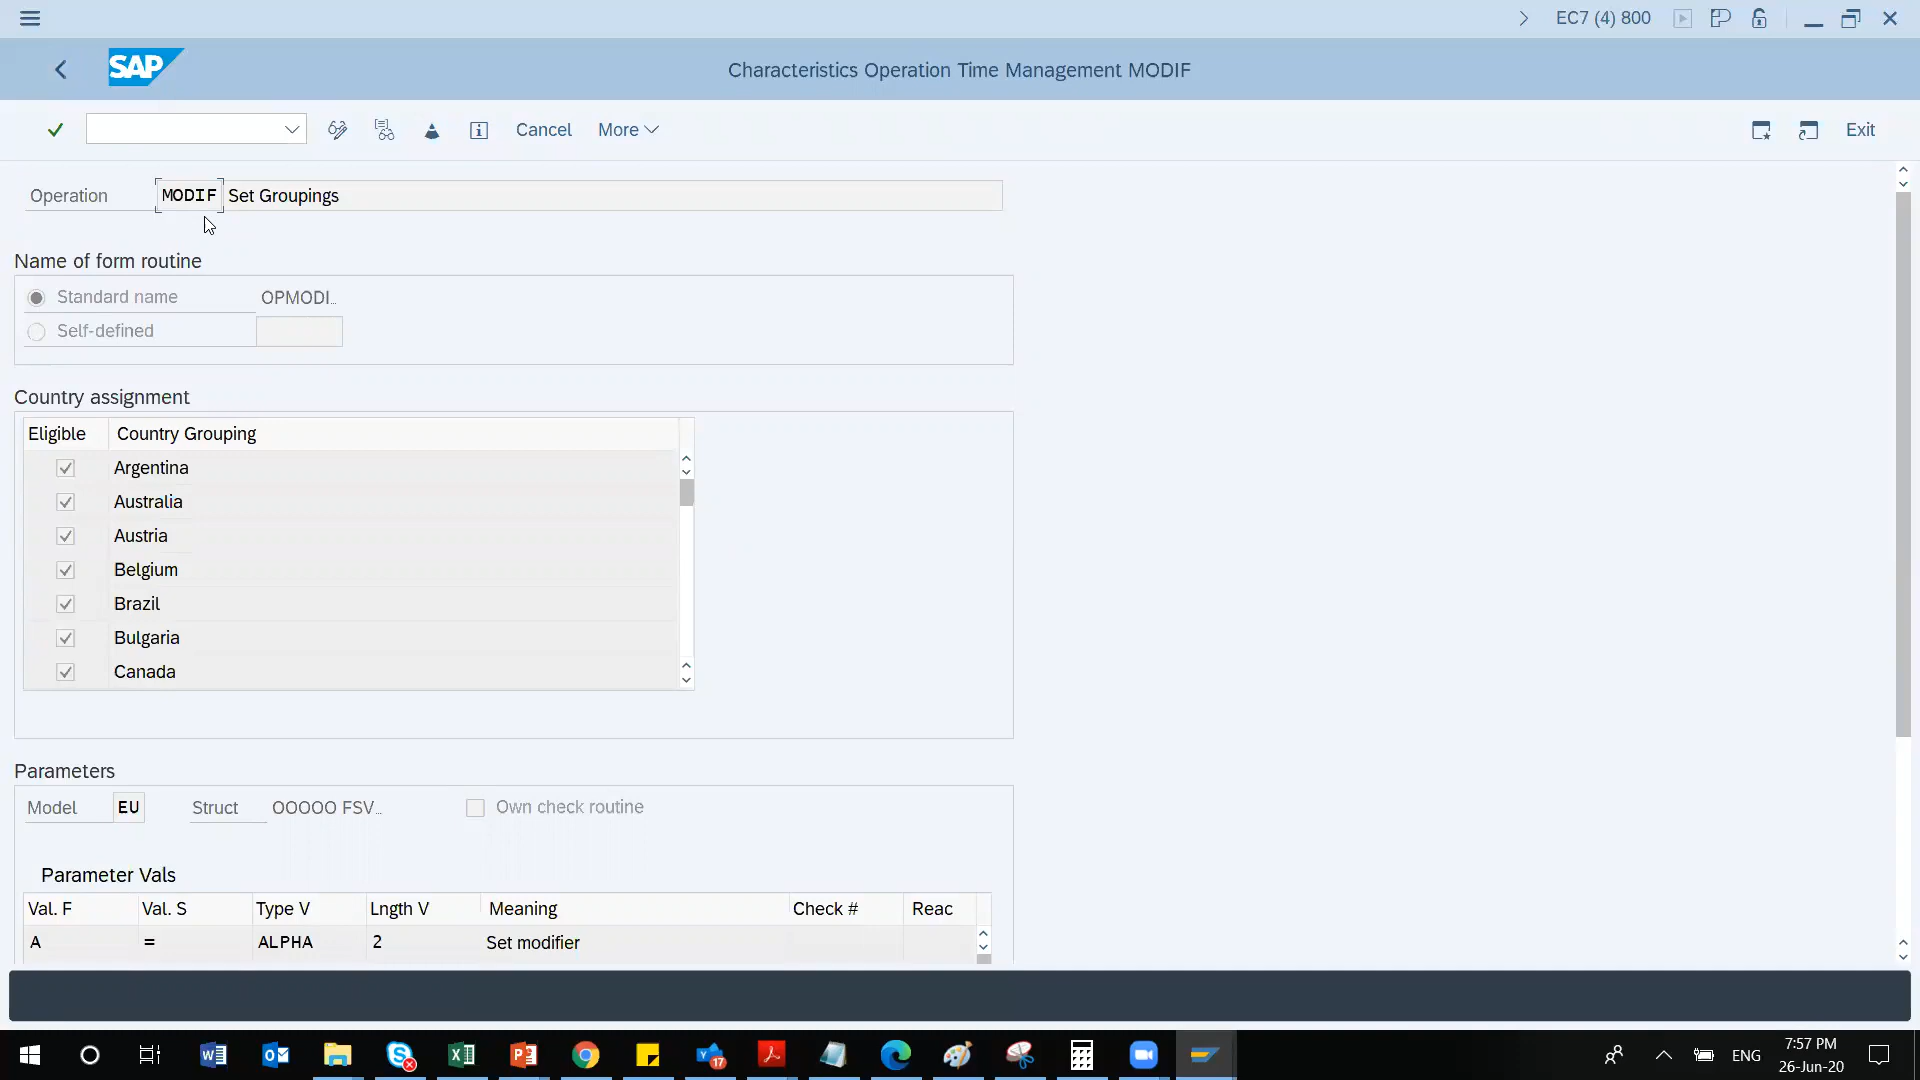 EC7 (4) 800
SAP
Characteristics Operation Time Management MODIF
Cancel
More
Exit
Operation MODIF Set Groupings
Name of form routine
Standard name OPMODI...
Self-defined
Country assignment
Eligible Country Grouping
Argentina
Australia
Austria
Belgium
Brazil
Bulgaria
Canada
Parameters
Model EU Struct OOOOO FSV... Own check routine
Parameter Vals
Val. F Val. S Type V Lngth V Meaning Check # Reac
A = ALPHA 2 Set modifier
17
ENG
7:57 PM
26-Jun-20